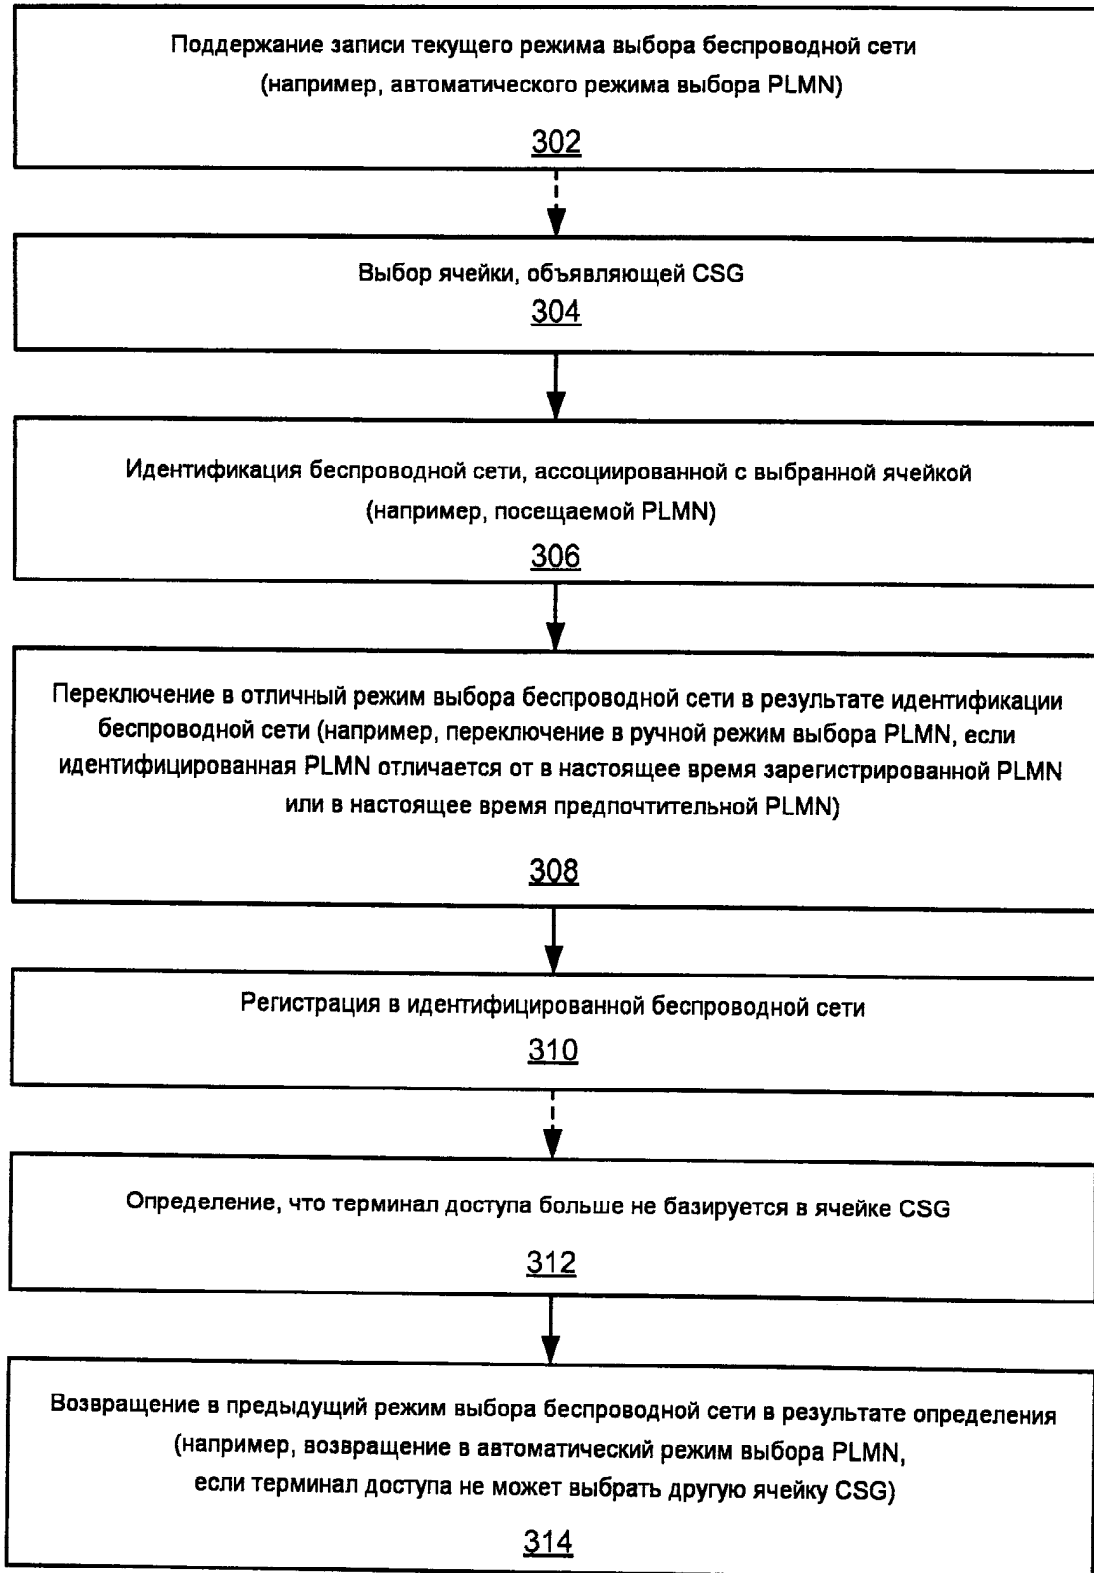 Поддержание записи текущего режима выбора беспроводной сети
(например, автоматического режима выбора PLMN)
302
Выбор ячейки, объявляющей CSG
304
Идентификация беспроводной сети, ассоциированной с выбранной ячейкой
(например, посещаемой PLMN)
306
Переключение в отличный режим выбора беспроводной сети в результате идентификации
беспроводной сети (например, переключение в ручной режим выбора PLMN, если
идентифицированная PLMN отличается от в настоящее время зарегистрированной PLMN
или в настоящее время предпочтительной PLMN)
308
Регистрация в идентифицированной беспроводной сети
310
Определение, что терминал доступа больше не базируется в ячейке CSG
312
Возвращение в предыдущий режим выбора беспроводной сети в результате определения
(например, возвращение в автоматический режим выбора PLMN,
если терминал доступа не может выбрать другую ячейку CSG)
314